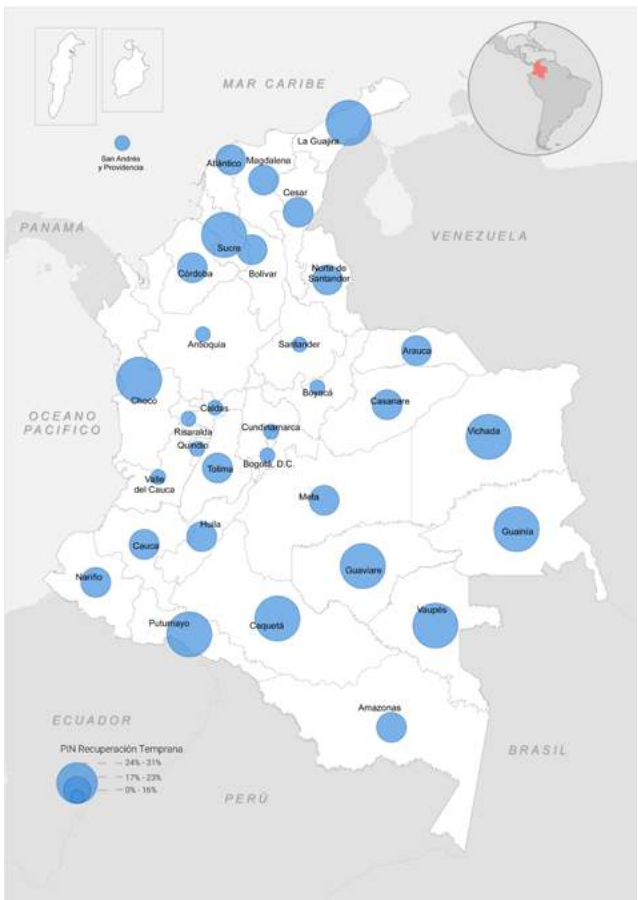 MAR CARIBE
La Guajira
San Andrés
y Providencia
Atlántico
Magdalena
Cesar
PANAMÁ
VENEZUELA
Sucre
Bolívar
Córdoba
Norte de
Santander
Antioquia
Santander
Arauca
Boyacá
Chocó
Casanare
OCEANO
PACIFICO
Caldas
Risaralda
Quindío
Cundinamarca
Bogotá, D.C.
Vichada
Tolima
Valle
del Cauca
Meta
Guainía
Huila
Cauca
Guaviare
Nariño
Putumayo
Caquetá
Vaupés
Amazonas
ECUADOR
BRASIL
PERÚ
PIN Recuperación Temprana
24% - 31%
17% - 23%
0% - 16%